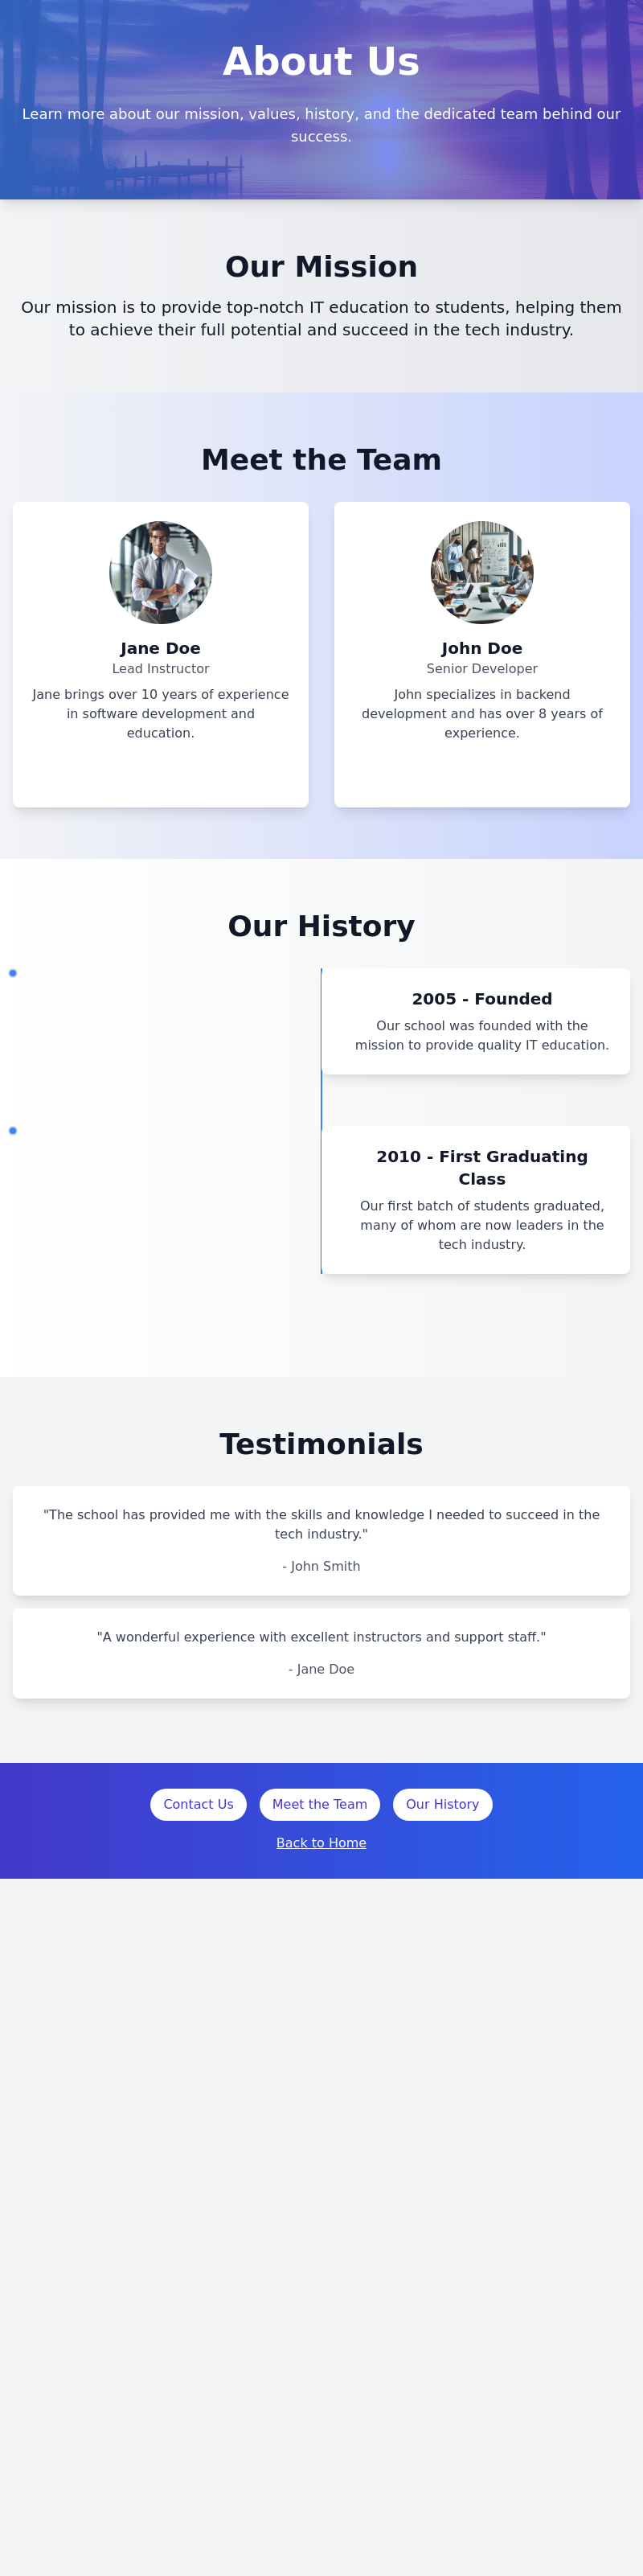 About Us
Learn more about our mission, values, history, and the dedicated team behind our
success.
Our Mission
Our mission is to provide top-notch IT education to students, helping them
to achieve their full potential and succeed in the tech industry.
Meet the Team
Jane Doe
Lead Instructor
Jane brings over 10 years of experience
in software development and
education.
John Doe
Senior Developer
John specializes in backend
development and has over 8 years of
experience.
Our History
2005 - Founded
Our school was founded with the
mission to provide quality IT education.
2010 - First Graduating
Class
Our first batch of students graduated,
many of whom are now leaders in the
tech industry.
Testimonials
"The school has provided me with the skills and knowledge I needed to succeed in the
tech industry."
- John Smith
"A wonderful experience with excellent instructors and support staff."
- Jane Doe
Contact Us
Meet the Team
Our History
Back to Home